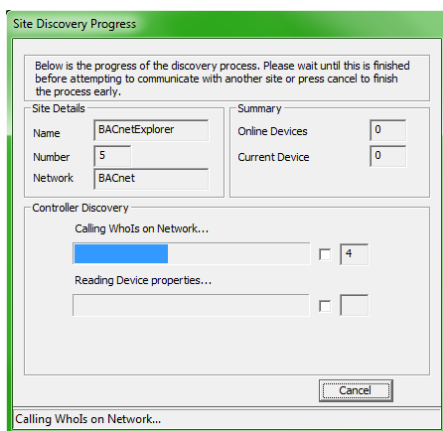 Site Discovery Progress
Below is the progress of the discovery process. Please wait until this is finished
before attempting to communicate with another site or press cancel to finish
the process early.
Site Details
Name BACnetExplorer
Number 5
Network BACnet
Summary
Online Devices 0
Current Device 0
Controller Discovery
Calling WhoIs on Network...
4
Reading Device properties...
Cancel
Calling WhoIs on Network...